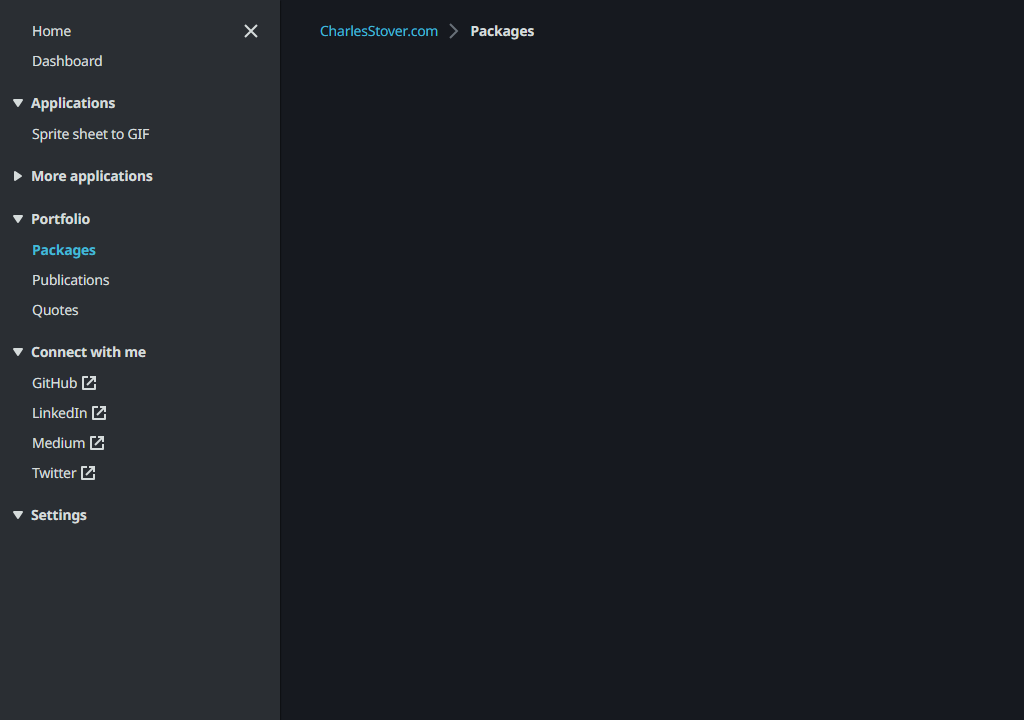 Home
CharlesStover.com Packages
Dashboard
Applications
Sprite sheet to GIF
More applications
Portfolio
Packages
Publications
Quotes
Connect with me
GitHub
LinkedIn
Medium
Twitter
Settings